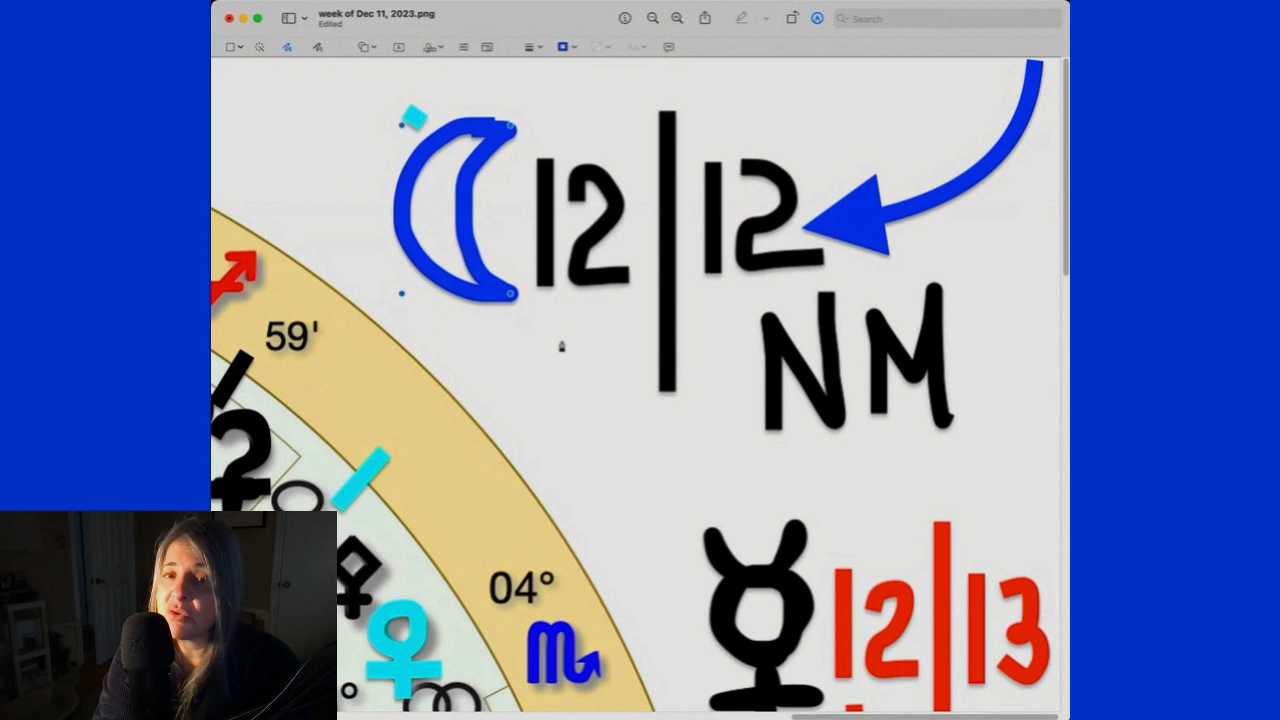 week of Dec 11, 2023.png
Edited
Search
12 | 12
NM
59'
04°
12 | 13